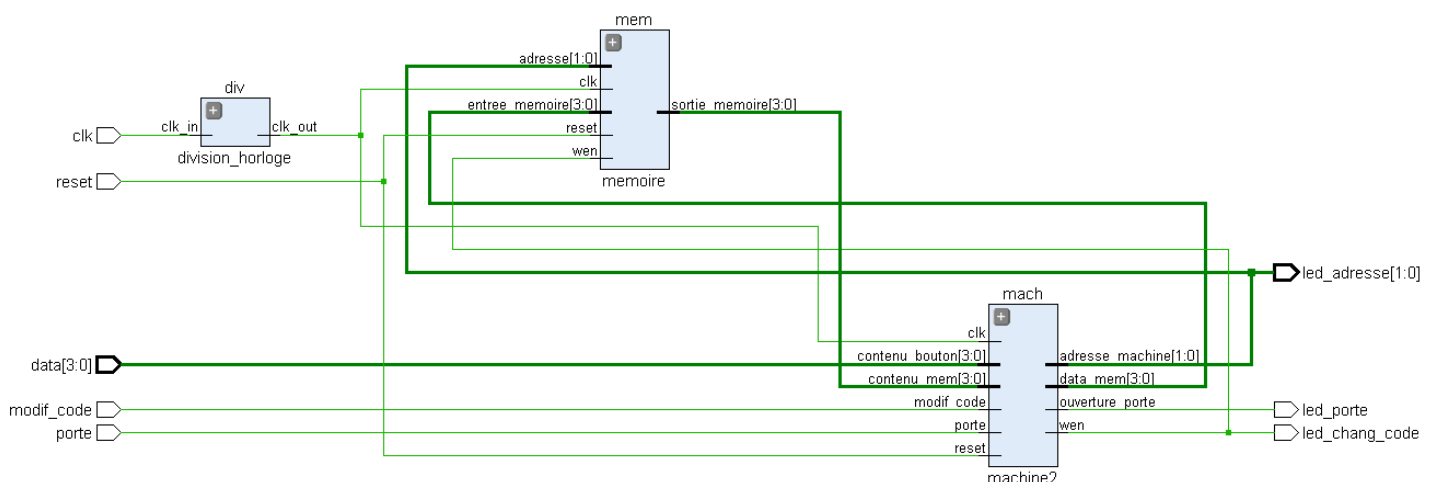 mem
adresse[1:0]
clk
entree_memoire[3:0]
sortie_memoire[3:0]
reset
wen
memoire
div
clk
clk_in
clk_out
division_horloge
reset
led_adresse[1:0]
mach
clk
data[3:0]
contenu_bouton[3:0]
adresse_machine[1:0]
contenu_mem[3:0]
data_mem[3:0]
modif_code
modif_code
ouverture_porte
led_porte
porte
porte
wen
led_chang_code
reset
machine2